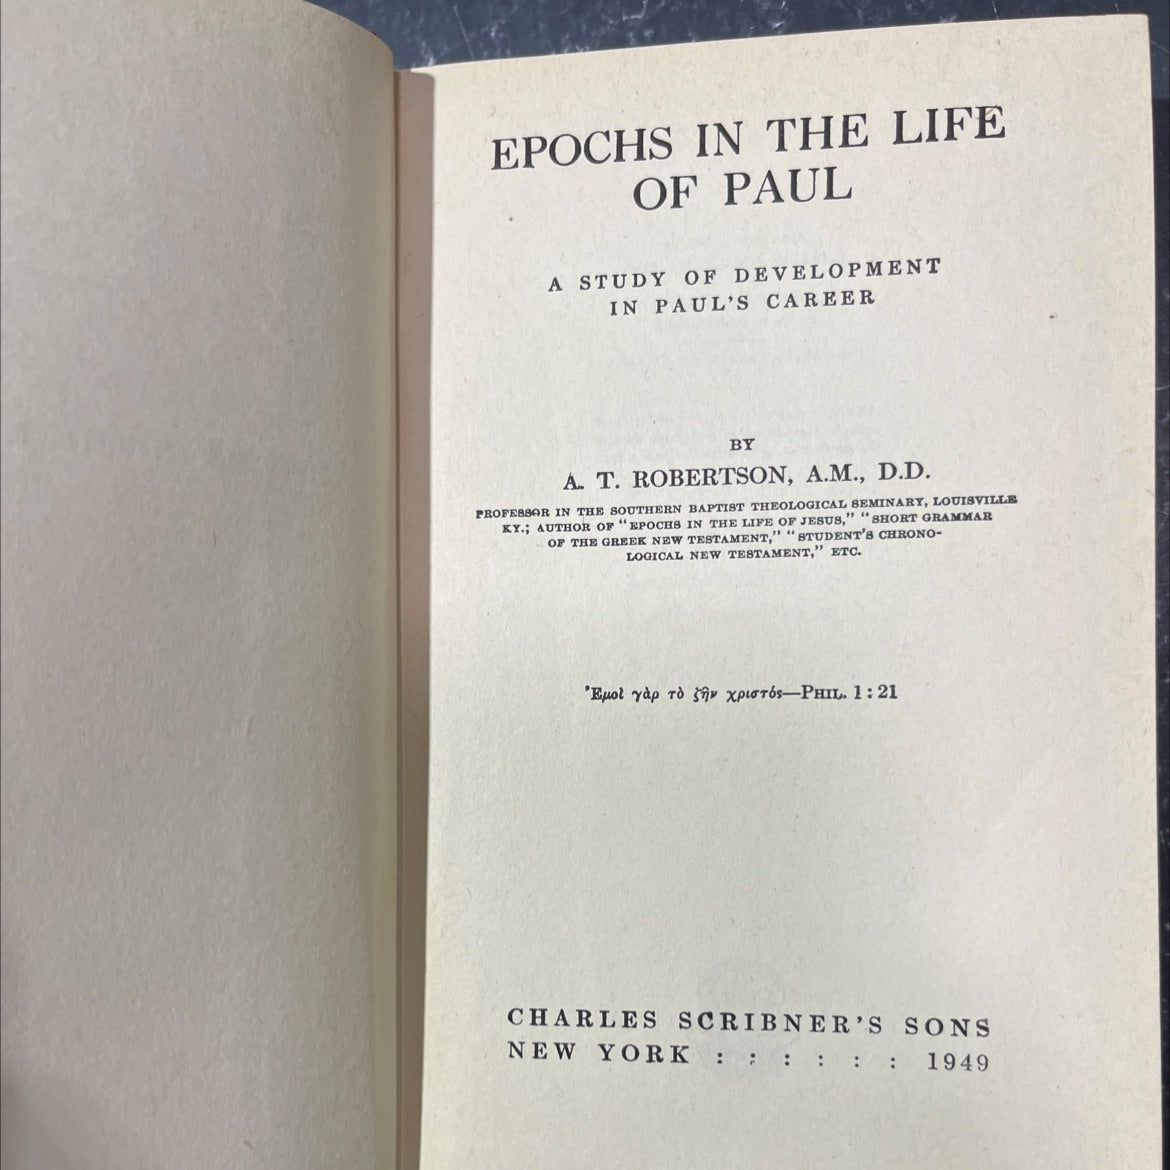 EPOCHS IN THE LIFE
OF PAUL
A STUDY OF DEVELOPMENT
IN PAUL'S CAREER
BY
A. T. ROBERTSON, A.M., D.D.
PROFESSOR IN THE SOUTHERN BAPTIST THEOLOGICAL SEMINARY, LOUISVILLE
KY.; AUTHOR OF "EPOCHS IN THE LIFE OF JESUS," "SHORT GRAMMAR
OF THE GREEK NEW TESTAMENT," "STUDENT'S CHRONO-
LOGICAL NEW TESTAMENT," ETC.
Ἐμοὶ γὰρ τὸ ζῆν χριστός—PHIL. 1:21
CHARLES SCRIBNER'S SONS
NEW YORK : : : : : : 1949